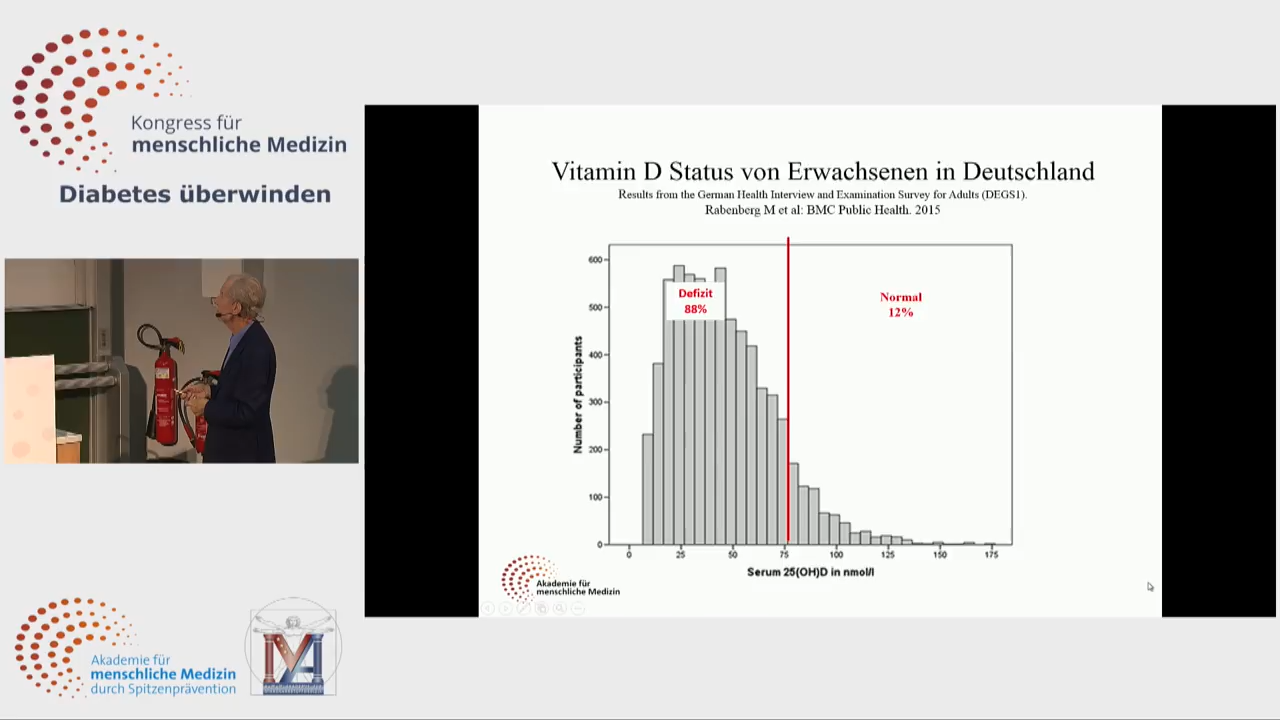 Kongress für
menschliche Medizin
Diabetes überwinden
Vitamin D Status von Erwachsenen in Deutschland
Results from the German Health Interview and Examination Survey for Adults (DEGS1).
Rabenberg M et al: BMC Public Health. 2015
Defizit
88%
Normal
12%
Number of participants
600
500
400
300
200
100
0
0 25 50 75 100 125 150 175
Serum 25(OH)D in nmol/l
Akademie für
menschliche Medizin
Akademie für
menschliche Medizin
durch Spitzenprävention